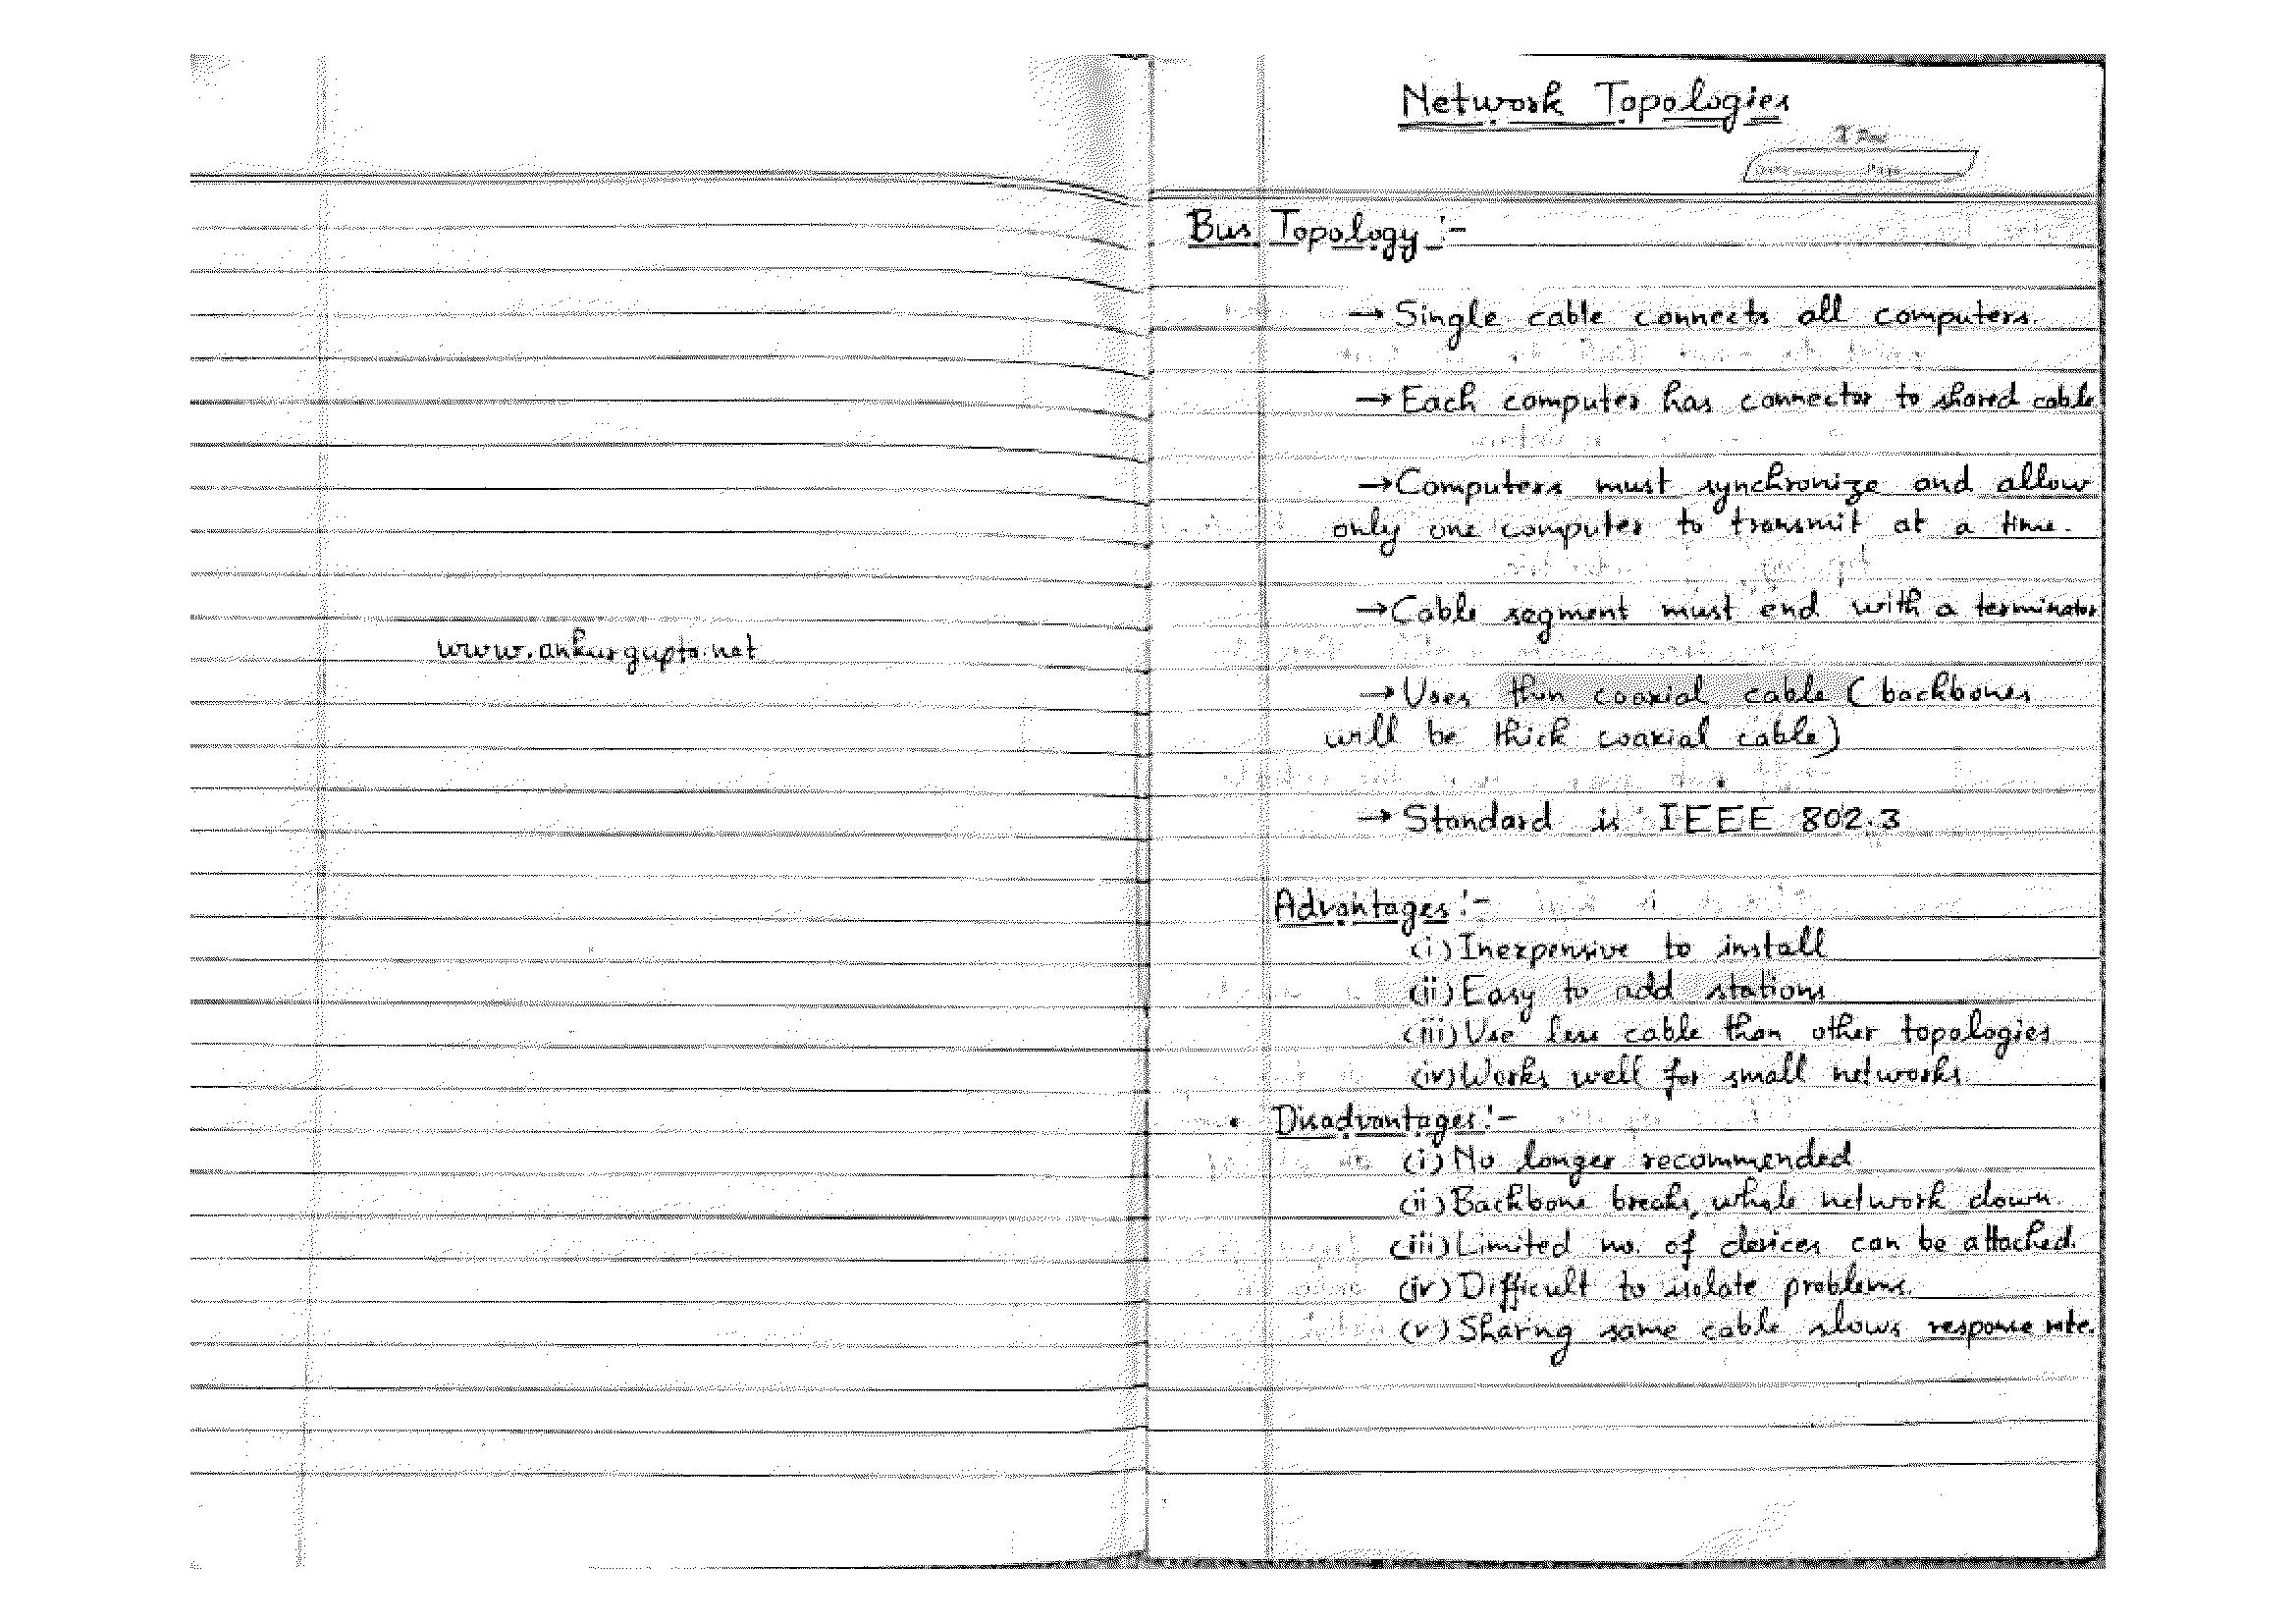 www.ankurgupta.net
Network Topologies
Bus Topology :-
→ Single cable connects all computers.
→ Each computer has connector to shared cable
→ Computers must synchronize and allow
only one computer to transmit at a time.
→ Cable segment must end with a terminator
→ Uses thin coaxial cable (backbones
will be thick coaxial cable)
→ Standard is IEEE 802.3
Advantages :-
(i) Inexpensive to install
(ii) Easy to add stations
(iii) Use less cable than other topologies
(iv) Works well for small networks
• Disadvantages :-
(i) No longer recommended
(ii) Backbone breaks, whole network down.
(iii) Limited no. of devices can be attached.
(iv) Difficult to isolate problems.
(v) Sharing same cable slows response rate.